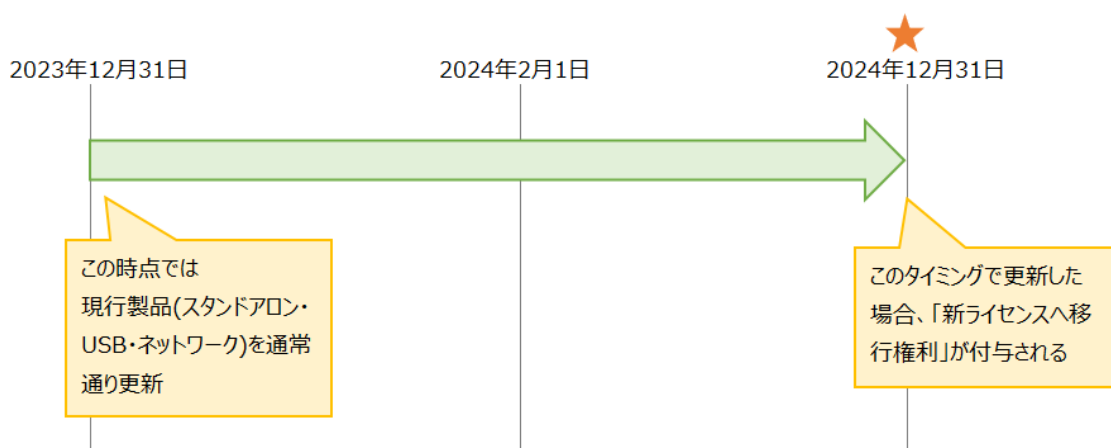 2023年12月31日
2024年2月1日
2024年12月31日
この時点では
現行製品(スタンドアロン・
USB・ネットワーク)を通常
通り更新
このタイミングで更新した
場合、「新ライセンスへ移
行権利」が付与される